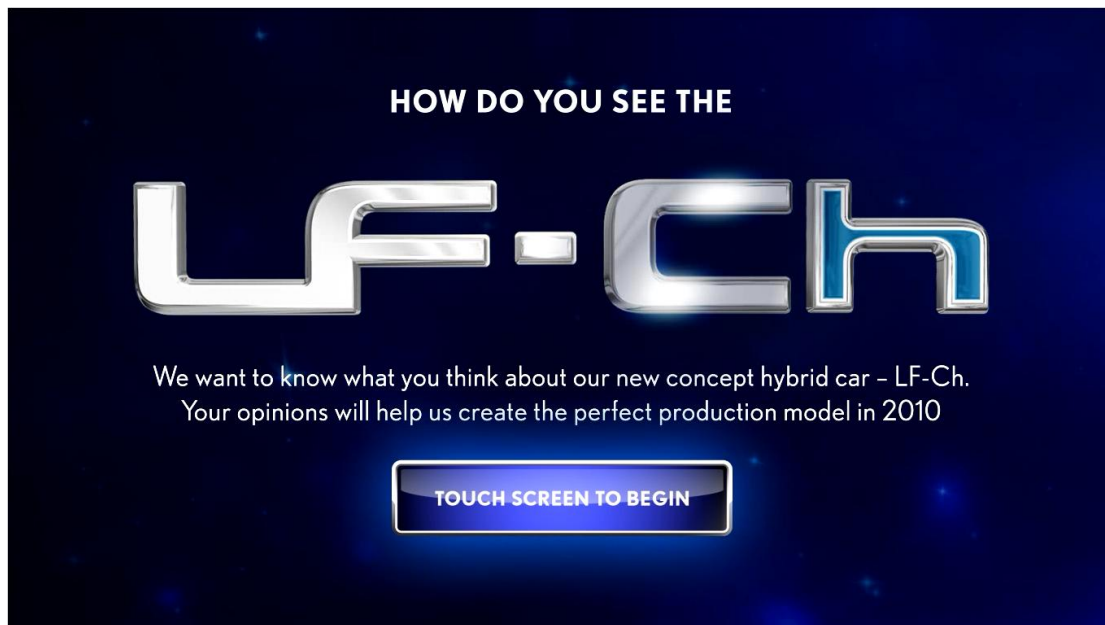 HOW DO YOU SEE THE
LF-Ch
We want to know what you think about our new concept hybrid car – LF-Ch.
Your opinions will help us create the perfect production model in 2010
TOUCH SCREEN TO BEGIN